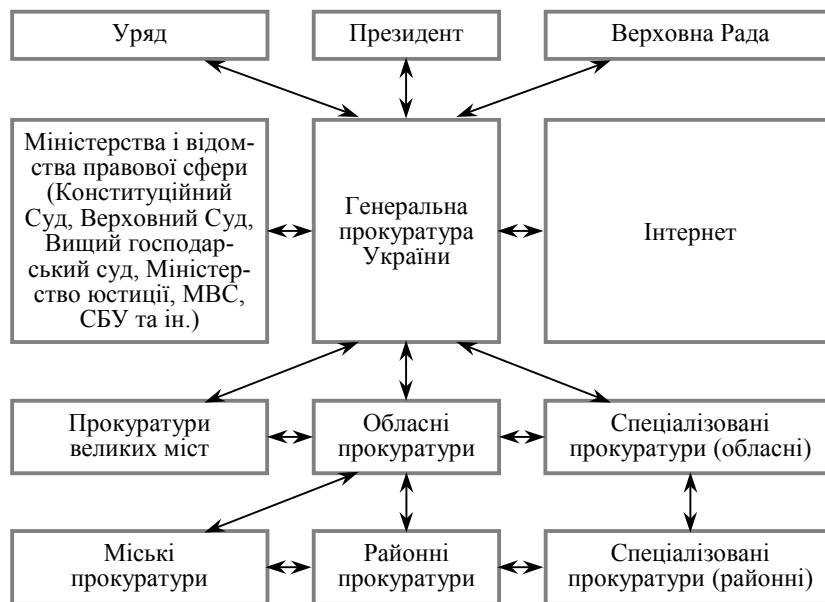 Уряд
Президент
Верховна Рада
Міністерства і відом-
ства правової сфери
(Конституційний
Суд, Верховний Суд,
Вищий господар-
ський суд, Міністер-
ство юстиції, МВС,
СБУ та ін.)
Генеральна
прокуратура
України
Інтернет
Прокуратури
великих міст
Обласні
прокуратури
Спеціалізовані
прокуратури (обласні)
Міські
прокуратури
Районні
прокуратури
Спеціалізовані
прокуратури (районні)